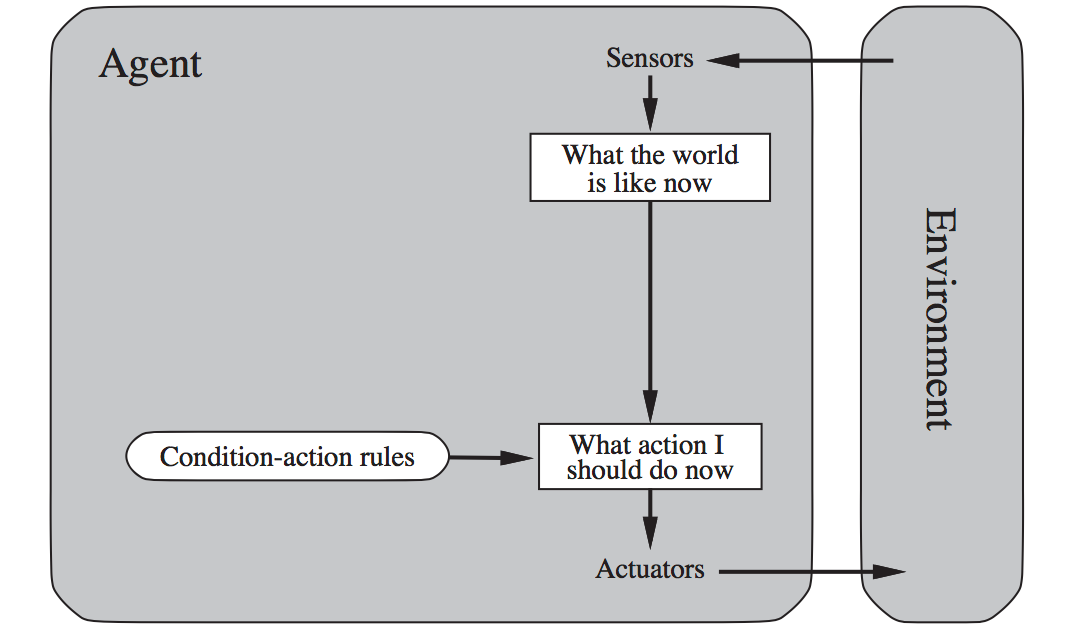 Agent
Sensors
What the world
is like now
Environment
Condition-action rules
What action I
should do now
Actuators